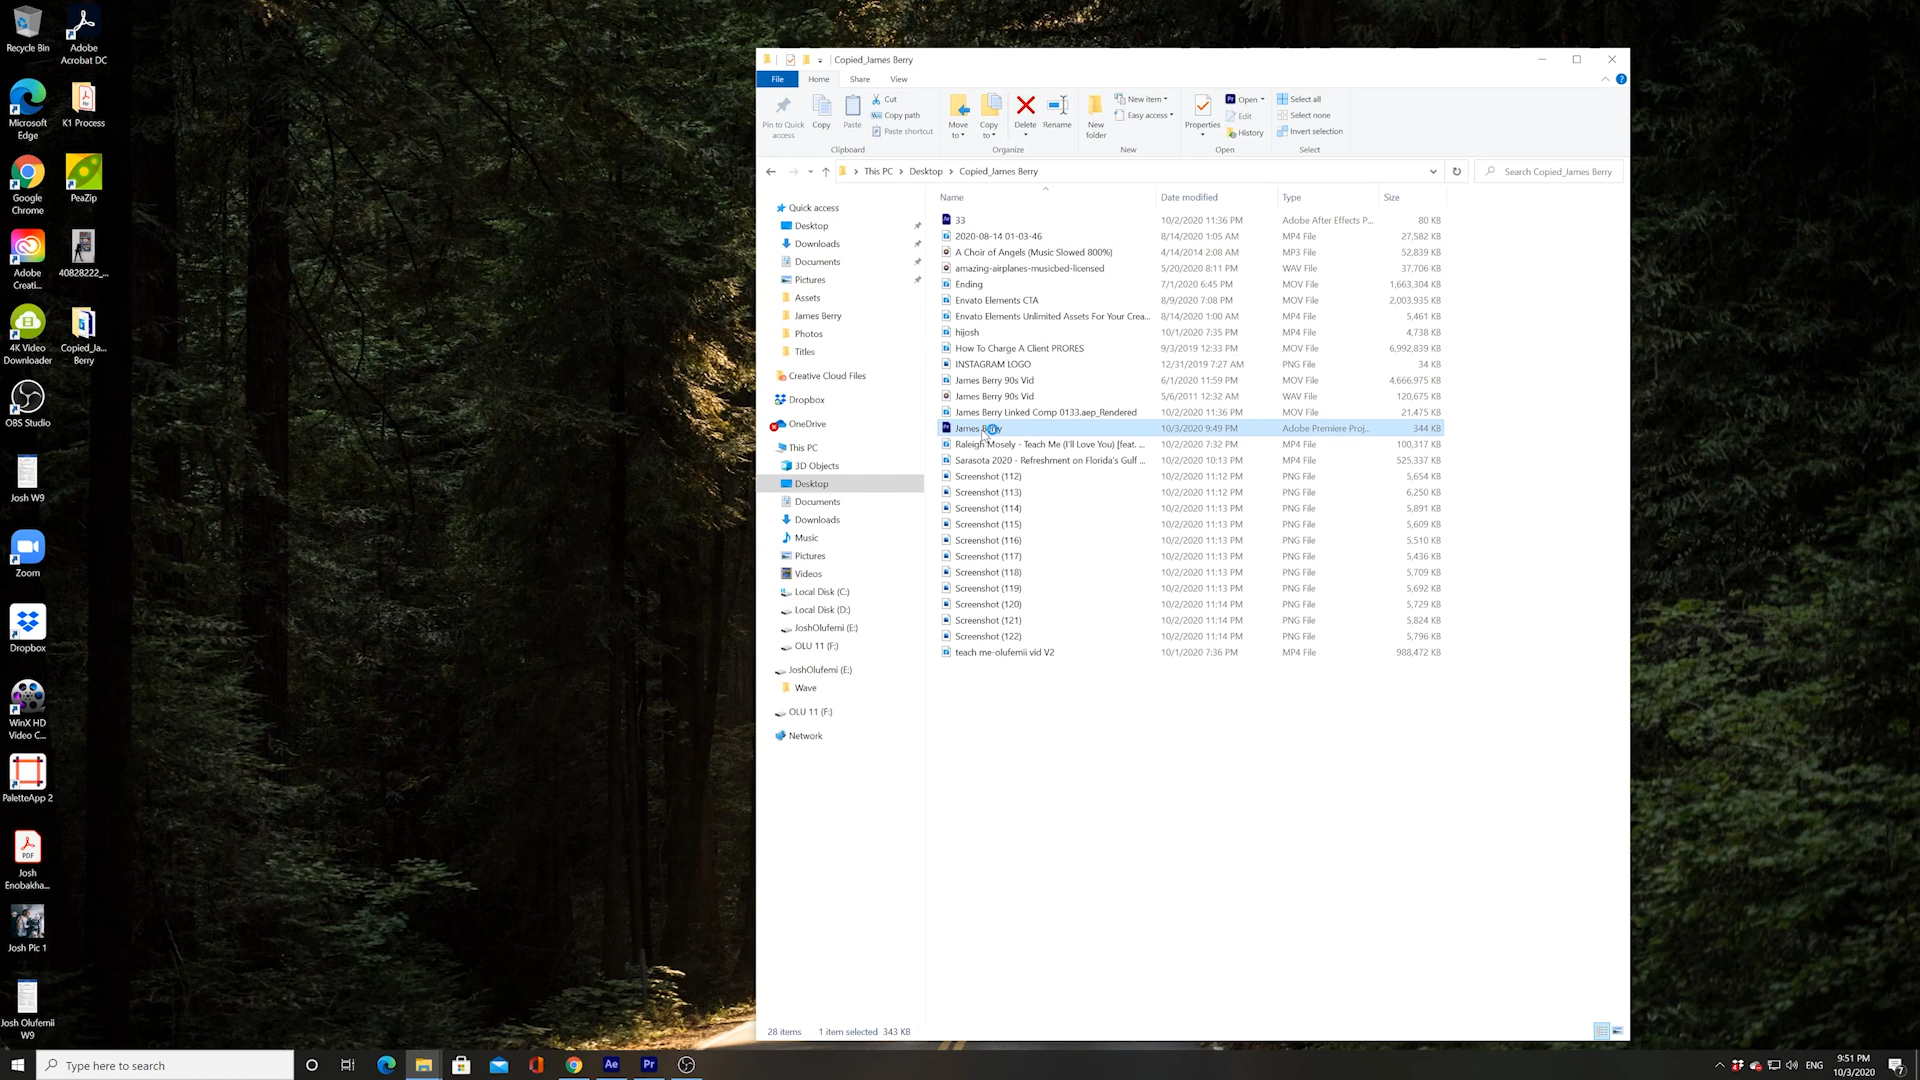 Recycle Bin
Adobe
Acrobat DC
Microsoft
Edge
K1 Process
Google
Chrome
PeaZip
Adobe
Creati...
40828222_...
4K Video
Downloader
Copied_Ja...
Berry
OBS Studio
Josh W9
Zoom
Dropbox
WinX HD
Video C...
PaletteApp 2
PDF
Josh
Enobakha...
Josh Pic 1
Josh Olufemii
W9
Copied_James Berry
File Home Share View
Pin to Quick
access
Copy
Paste
Cut
Copy path
Paste shortcut
Clipboard
Move
to
Copy
to
Delete
Rename
Organize
New
folder
New item
Easy access
New
Properties
Open
Edit
History
Open
Select all
Select none
Invert selection
Select
This PC Desktop Copied_James Berry
Search Copied_James Berry
Quick access
Desktop
Downloads
Documents
Pictures
Assets
James Berry
Photos
Titles
Creative Cloud Files
Dropbox
OneDrive
This PC
3D Objects
Desktop
Documents
Downloads
Music
Pictures
Videos
Local Disk (C:)
Local Disk (D:)
JoshOlufemi (E:)
OLU 11 (F:)
JoshOlufemi (E:)
Wave
OLU 11 (F:)
Network
Name Date modified Type Size
33 10/2/2020 11:36 PM Adobe After Effects P... 80 KB
2020-08-14 01-03-46 8/14/2020 1:05 AM MP4 File 27,582 KB
A Choir of Angels (Music Slowed 800%) 4/14/2014 2:08 AM MP3 File 52,839 KB
amazing-airplanes-musicbed-licensed 5/20/2020 8:11 PM WAV File 37,706 KB
Ending 7/1/2020 6:45 PM MOV File 1,663,304 KB
Envato Elements CTA 8/9/2020 7:08 PM MOV File 2,003,935 KB
Envato Elements Unlimited Assets For Your Crea... 8/14/2020 1:00 AM MP4 File 5,461 KB
hijosh 10/1/2020 7:35 PM MP4 File 4,738 KB
How To Charge A Client PRORES 9/3/2019 12:33 PM MOV File 6,992,839 KB
INSTAGRAM LOGO 12/31/2019 7:27 AM PNG File 34 KB
James Berry 90s Vid 6/1/2020 11:59 PM MOV File 4,666,975 KB
James Berry 90s Vid 5/6/2011 12:32 AM WAV File 120,675 KB
James Berry Linked Comp 0133.aep_Rendered 10/2/2020 11:36 PM MOV File 21,475 KB
James Berry 10/3/2020 9:49 PM Adobe Premiere Proj... 344 KB
Raleigh Mosely - Teach Me (I'll Love You) [feat. ... 10/2/2020 7:32 PM MP4 File 100,317 KB
Sarasota 2020 - Refreshment on Florida's Gulf ... 10/2/2020 10:13 PM MP4 File 525,337 KB
Screenshot (112) 10/2/2020 11:12 PM PNG File 5,654 KB
Screenshot (113) 10/2/2020 11:12 PM PNG File 6,250 KB
Screenshot (114) 10/2/2020 11:13 PM PNG File 5,891 KB
Screenshot (115) 10/2/2020 11:13 PM PNG File 5,609 KB
Screenshot (116) 10/2/2020 11:13 PM PNG File 5,510 KB
Screenshot (117) 10/2/2020 11:13 PM PNG File 5,436 KB
Screenshot (118) 10/2/2020 11:13 PM PNG File 5,709 KB
Screenshot (119) 10/2/2020 11:13 PM PNG File 5,692 KB
Screenshot (120) 10/2/2020 11:14 PM PNG File 5,729 KB
Screenshot (121) 10/2/2020 11:14 PM PNG File 5,824 KB
Screenshot (122) 10/2/2020 11:14 PM PNG File 5,796 KB
teach me-olufemii vid V2 10/1/2020 7:36 PM MP4 File 988,472 KB
28 items 1 item selected 343 KB
Type here to search
Ae
Pr
ENG
9:51 PM
10/3/2020
7